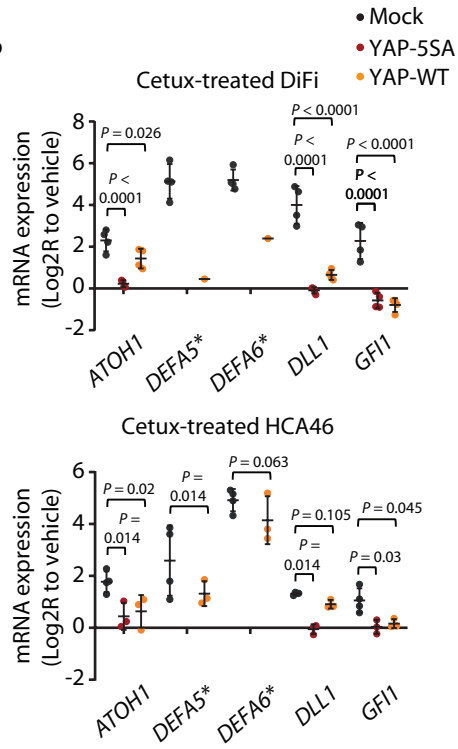 Mock
YAP-5SA
YAP-WT
Cetux-treated DiFi
mRNA expression
(Log2R to vehicle)
8
6
4
2
0
-2
P = 0.026
P <
0.0001
P < 0.0001
P <
0.0001
P < 0.0001
P <
0.0001
ATOH1
DEFA5*
DEFA6*
DLL1
GFI1
Cetux-treated HCA46
mRNA expression
(Log2R to vehicle)
6
4
2
0
-2
P = 0.02
P =
0.014
P =
0.014
P = 0.063
P = 0.105
P =
0.014
P = 0.045
P = 0.03
ATOH1
DEFA5*
DEFA6*
DLL1
GFI1